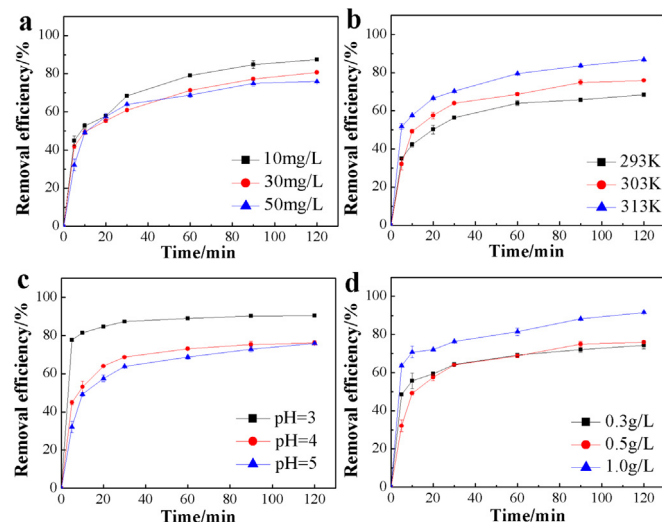 a
Removal efficiency/%
100
80
60
40
20
0
10mg/L
30mg/L
50mg/L
0 20 40 60 80 100 120
Time/min
b
Removal efficiency/%
100
80
60
40
20
0
293K
303K
313K
0 20 40 60 80 100 120
Time/min
c
Removal efficiency/%
100
80
60
40
20
0
pH=3
pH=4
pH=5
0 20 40 60 80 100 120
Time/min
d
Removal efficiency/%
100
80
60
40
20
0
0.3g/L
0.5g/L
1.0g/L
0 20 40 60 80 100 120
Time/min